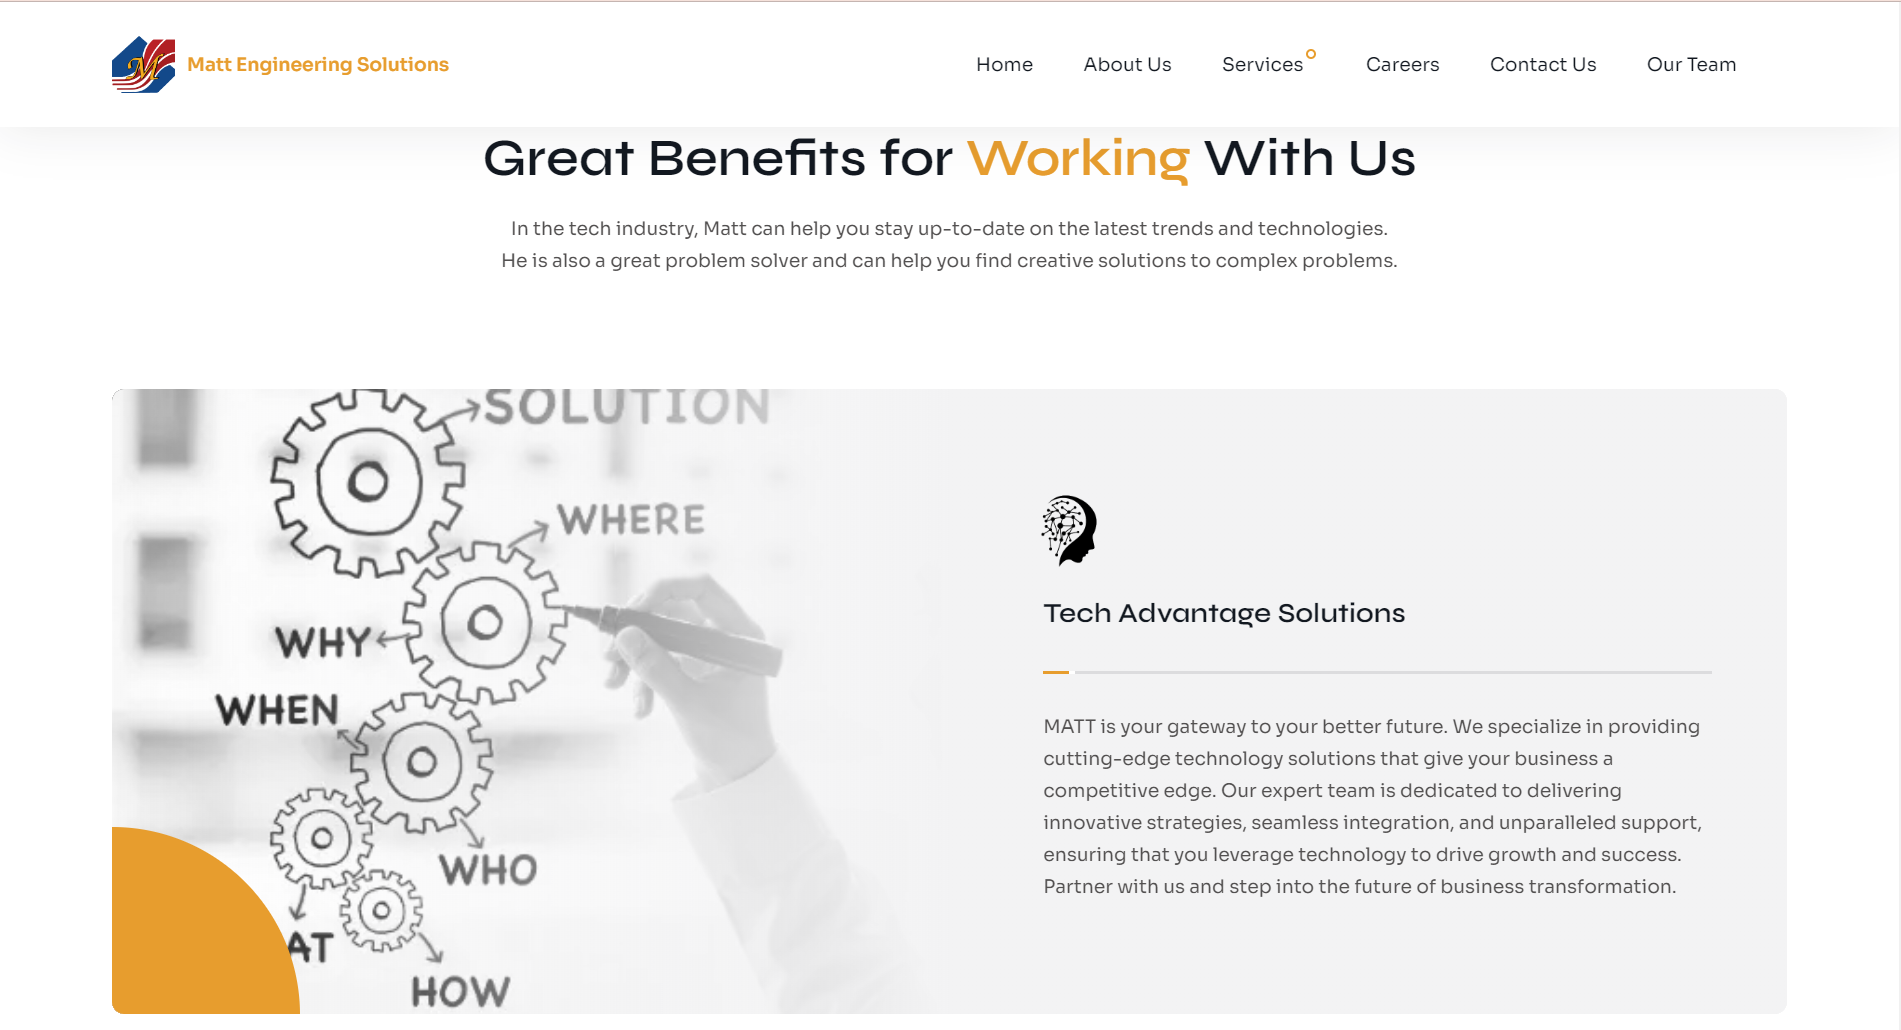 M
Matt Engineering Solutions
Home
About Us
Services
Careers
Contact Us
Our Team
Great Benefits for Working With Us
In the tech industry, Matt can help you stay up-to-date on the latest trends and technologies.
He is also a great problem solver and can help you find creative solutions to complex problems.
SOLUTION
WHERE
WHY
WHEN
WHO
AT
HOW
Tech Advantage Solutions
MATT is your gateway to your better future. We specialize in providing
cutting-edge technology solutions that give your business a
competitive edge. Our expert team is dedicated to delivering
innovative strategies, seamless integration, and unparalleled support,
ensuring that you leverage technology to drive growth and success.
Partner with us and step into the future of business transformation.